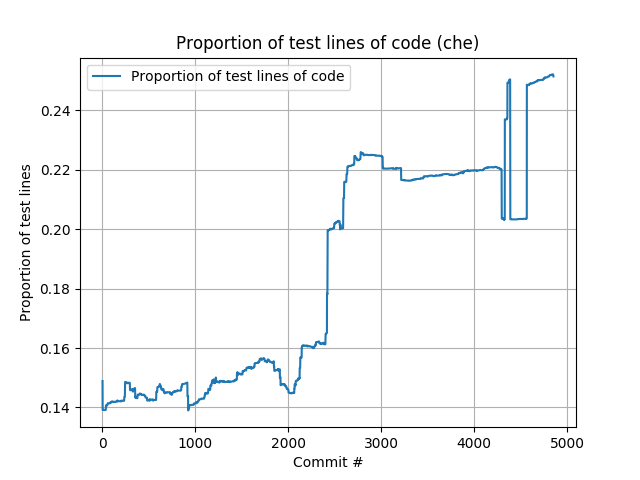 Proportion of test lines of code (che)
Proportion of test lines of code
Proportion of test lines
0.24
0.22
0.20
0.18
0.16
0.14
0 1000 2000 3000 4000 5000
Commit #